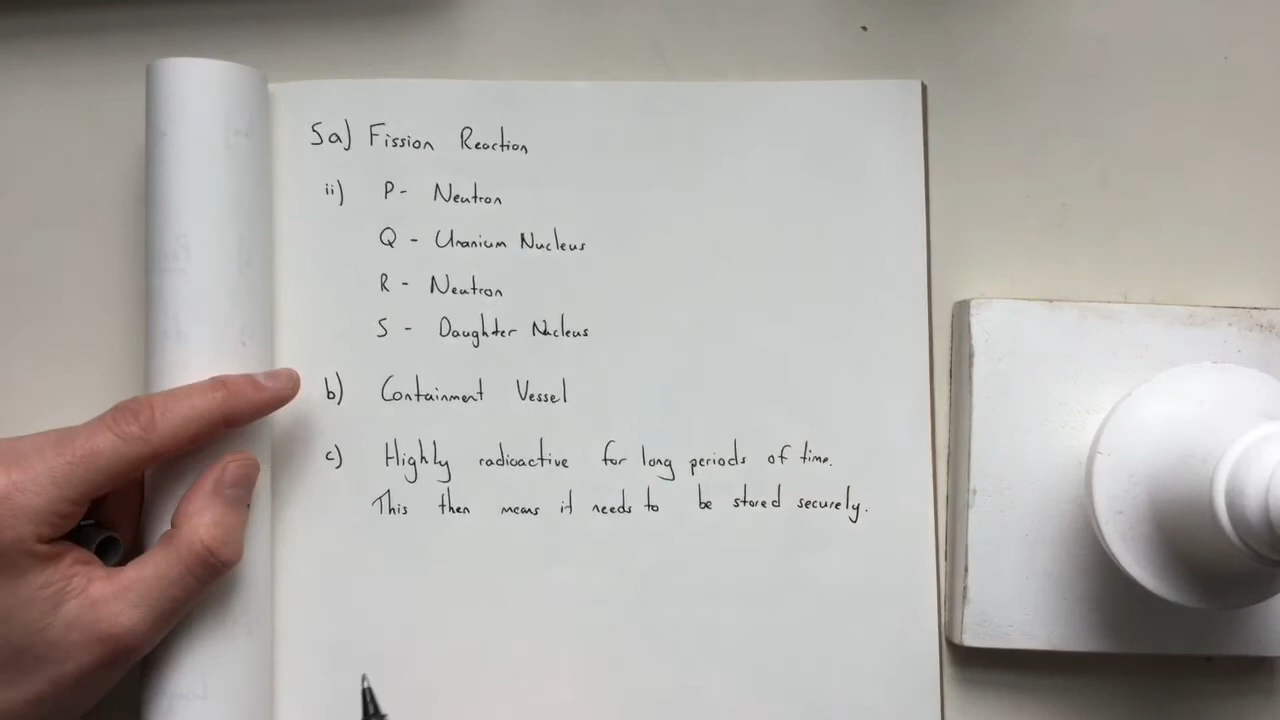 5a) Fission Reaction
ii) P - Neutron
Q - Uranium Nucleus
R - Neutron
S - Daughter Nucleus
b) Containment Vessel
c) Highly radioactive for long periods of time.
This then means it needs to be stored securely.